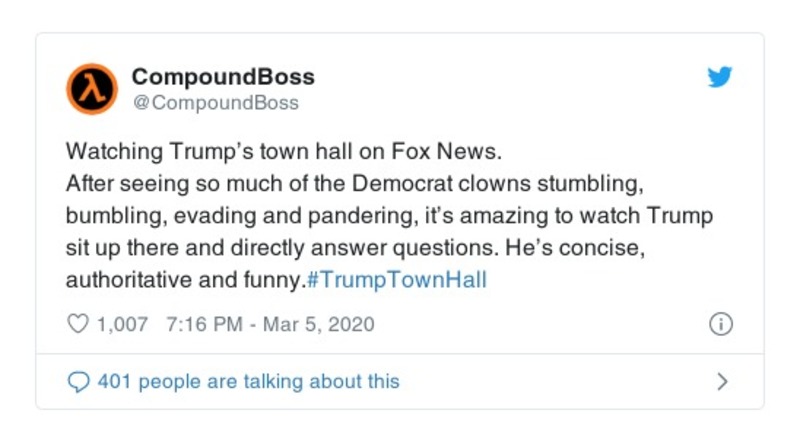 CompoundBoss
@CompoundBoss
Watching Trump’s town hall on Fox News.
After seeing so much of the Democrat clowns stumbling,
bumbling, evading and pandering, it’s amazing to watch Trump
sit up there and directly answer questions. He’s concise,
authoritative and funny.#TrumpTownHall
1,007 7:16 PM - Mar 5, 2020
401 people are talking about this